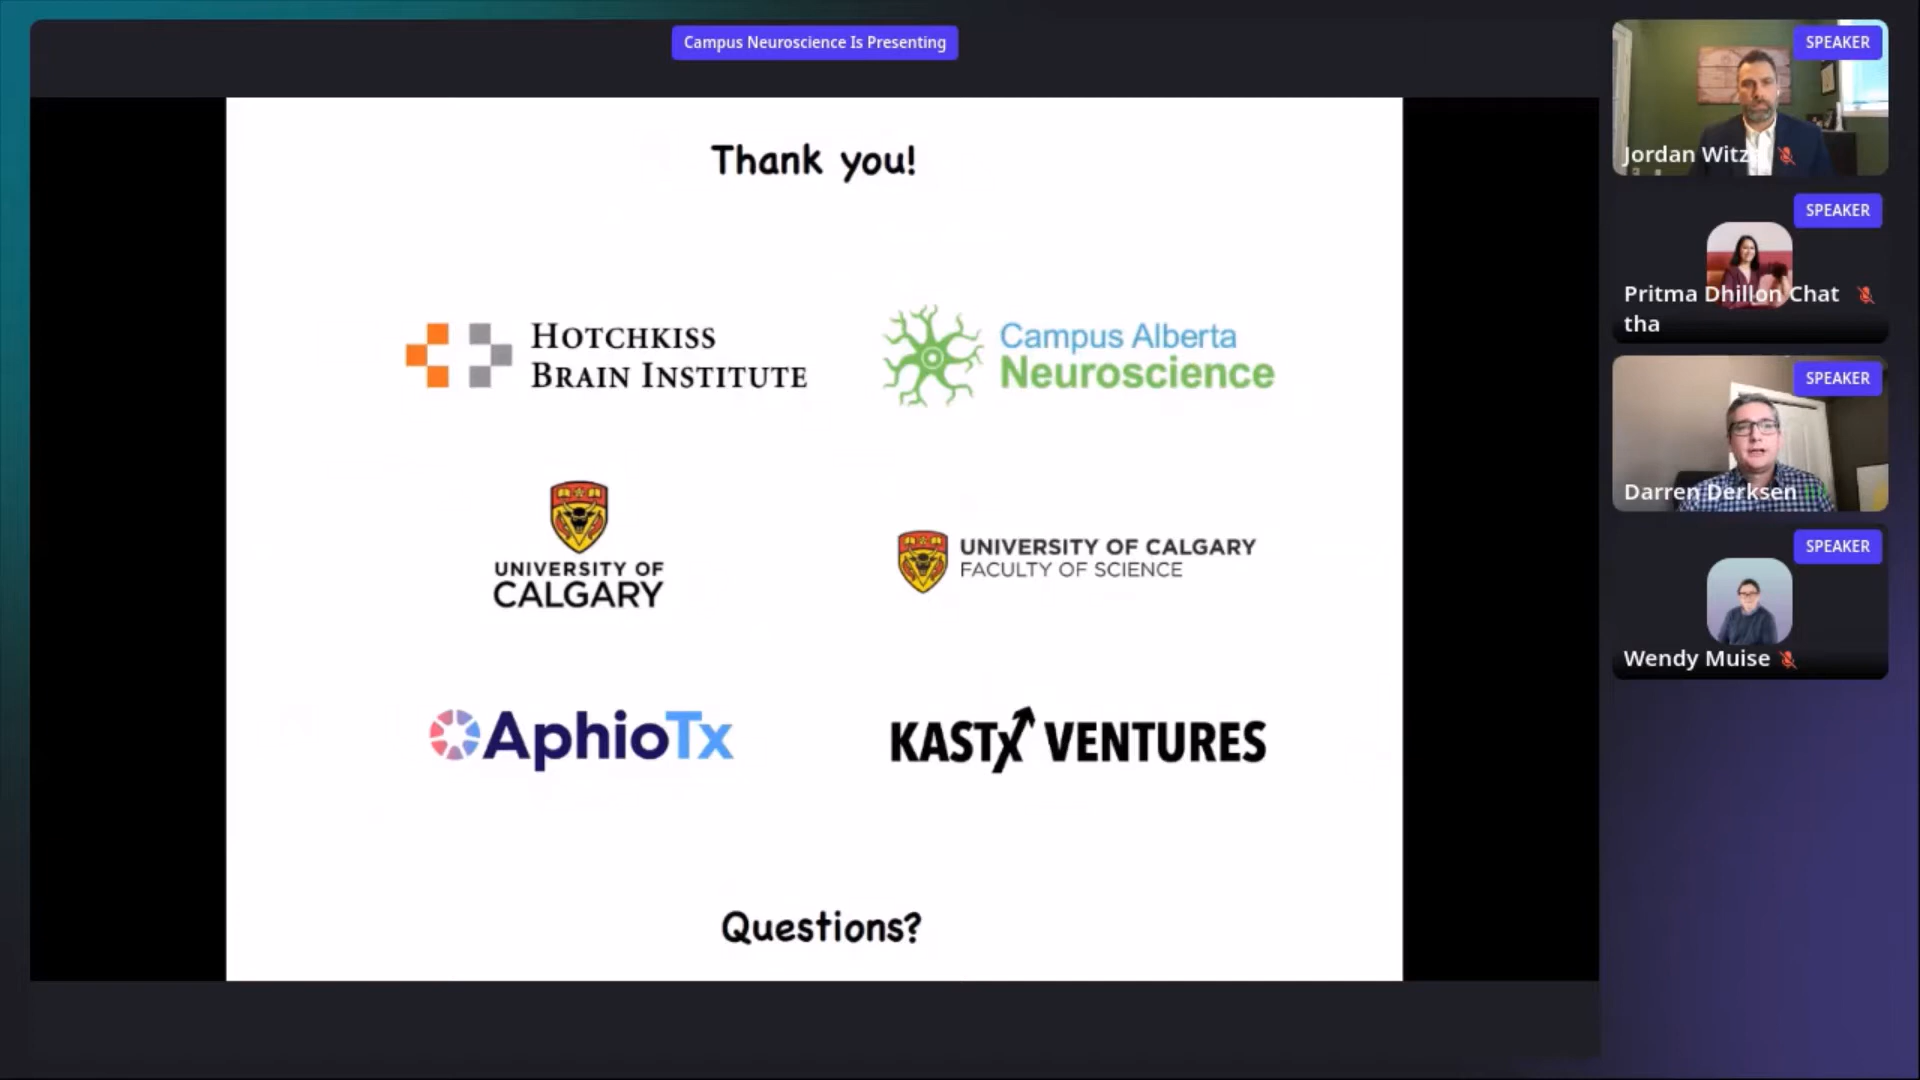 Campus Neuroscience Is Presenting
Thank you!
HOTCHKISS
BRAIN INSTITUTE
Campus Alberta
Neuroscience
UNIVERSITY OF
CALGARY
UNIVERSITY OF CALGARY
FACULTY OF SCIENCE
AphioTx
KASTX VENTURES
Questions?
SPEAKER
Jordan Witz
SPEAKER
Pritma Dhillon Chat
tha
SPEAKER
Darren Derksen
SPEAKER
Wendy Muise